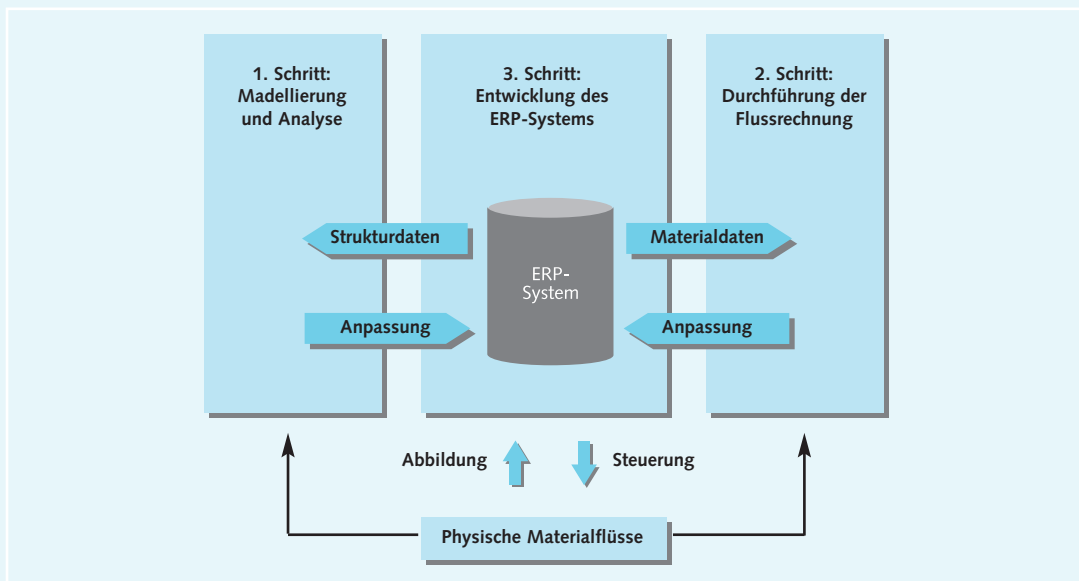 1. Schritt:
Madellierung
und Analyse
3. Schritt:
Entwicklung des
ERP-Systems
2. Schritt:
Durchführung der
Flussrechnung
Strukturdaten
Materialdaten
ERP-
System
Anpassung
Anpassung
Abbildung
Steuerung
Physische Materialflüsse